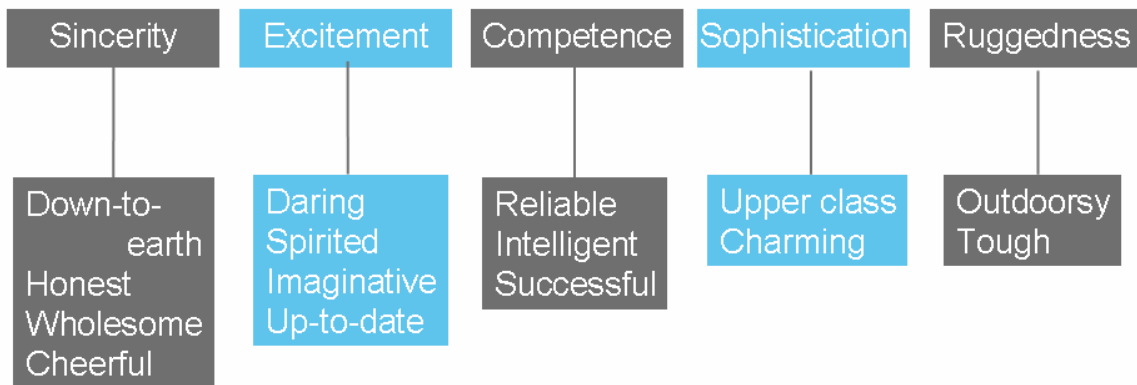 Sincerity
Down-to-
earth
Honest
Wholesome
Cheerful
Excitement
Daring
Spirited
Imaginative
Up-to-date
Competence
Reliable
Intelligent
Successful
Sophistication
Upper class
Charming
Ruggedness
Outdoorsy
Tough